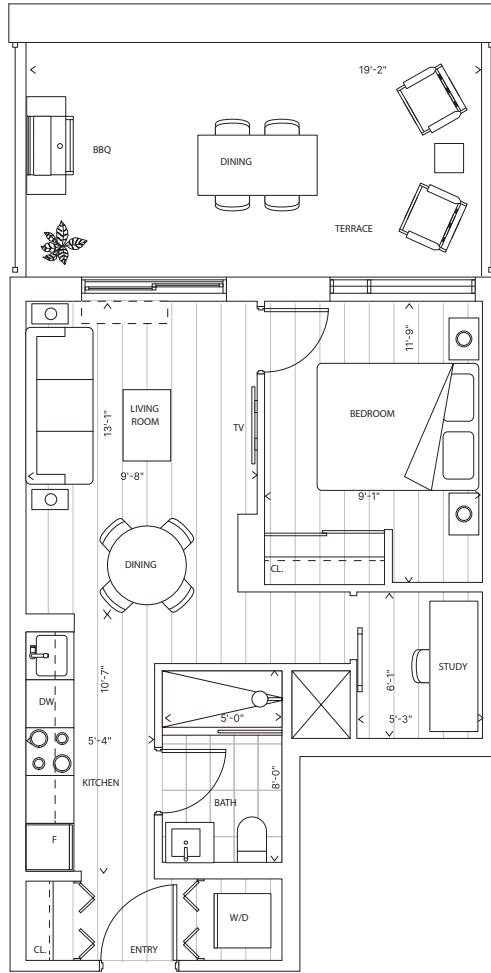 19'-2"
BBQ
DINING
TERRACE
11'-9"
LIVING
ROOM
13'-1"
TV
BEDROOM
9'-8"
9'-1"
DINING
CL.
10'-7"
6'-1"
STUDY
DW
5'-0"
5'-3"
5'-4"
8'-0"
KITCHEN
BATH
F
W/D
CL.
ENTRY